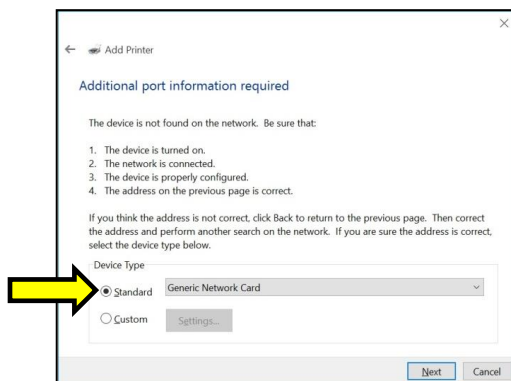 Add Printer
Additional port information required
The device is not found on the network. Be sure that:
1. The device is turned on.
2. The network is connected.
3. The device is properly configured.
4. The address on the previous page is correct.
If you think the address is not correct, click Back to return to the previous page. Then correct
the address and perform another search on the network. If you are sure the address is correct,
select the device type below.
Device Type
Standard Generic Network Card
Custom Settings...
Next Cancel